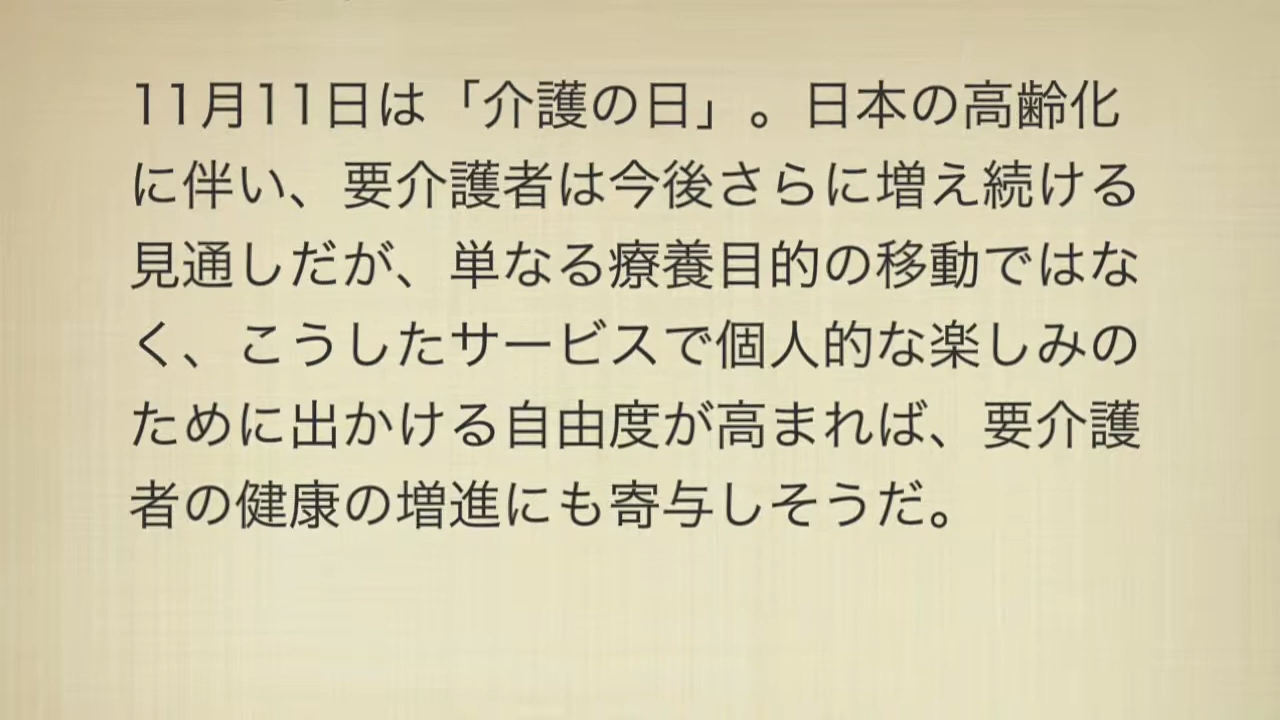 11月11日は「介護の日」。日本の高齢化
に伴い、要介護者は今後さらに増え続ける
見通しだが、単なる療養目的の移動ではな
く、こうしたサービスで個人的な楽しみの
ために出かける自由度が高まれば、要介護
者の健康の増進にも寄与しそうだ。